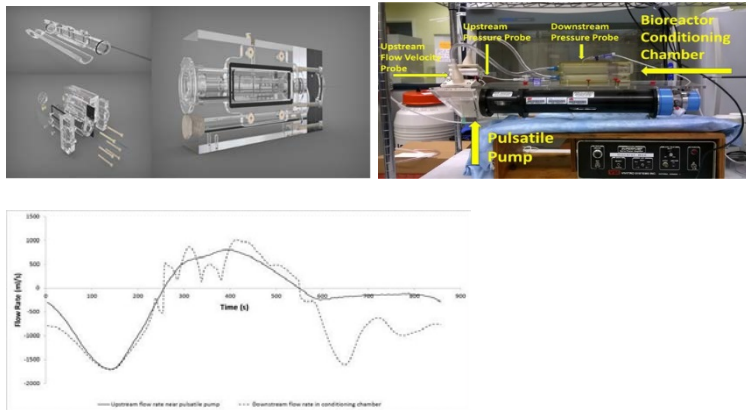 Upstream
Flow Velocity
Probe
Upstream
Pressure Probe
Downstream
Pressure Probe
Bioreactor
Conditioning
Chamber
Pulsatile
Pump
1500
1000
500
0
-500
-1000
-1500
-2000
Flow Rate (ml/s)
0 100 200 300 400 500 600 700 800 900
Time (s)
Upstream flow rate near pulsatile pump
Downstream flow rate in conditioning chamber